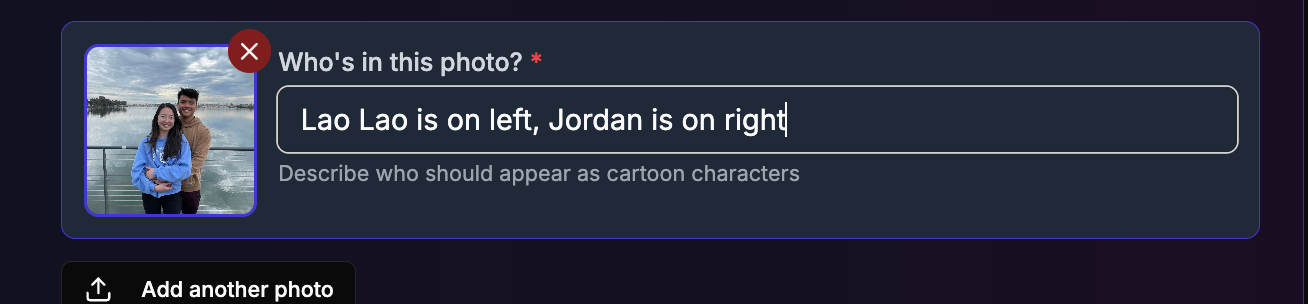 Who's in this photo? *
Lao Lao is on left, Jordan is on right
Describe who should appear as cartoon characters
Add another photo